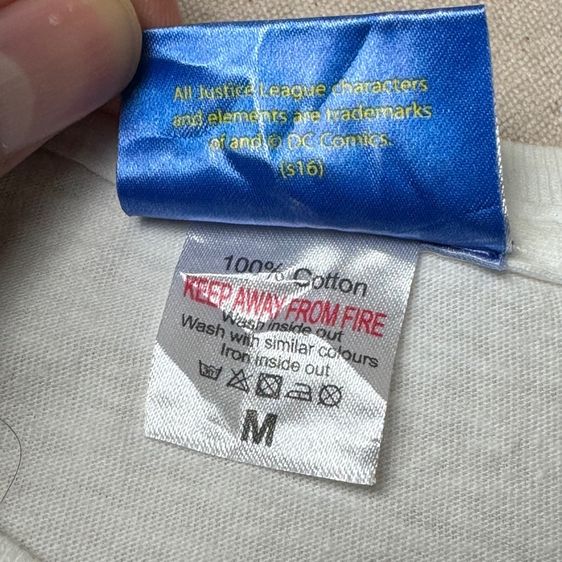 All Justice League characters
and elements are trademarks
of and © DC Comics.
(s16)
100% Cotton
KEEP AWAY FROM FIRE
Wash inside out
Wash with similar colours
Iron inside out
M